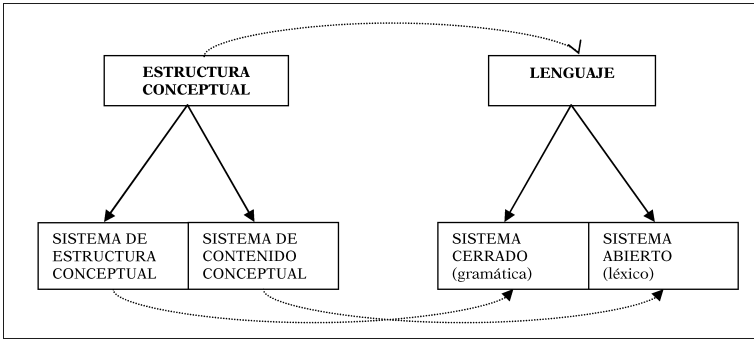 ESTRUCTURA
CONCEPTUAL
LENGUAJE
SISTEMA DE
ESTRUCTURA
CONCEPTUAL
SISTEMA DE
CONTENIDO
CONCEPTUAL
SISTEMA
CERRADO
(gramática)
SISTEMA
ABIERTO
(léxico)